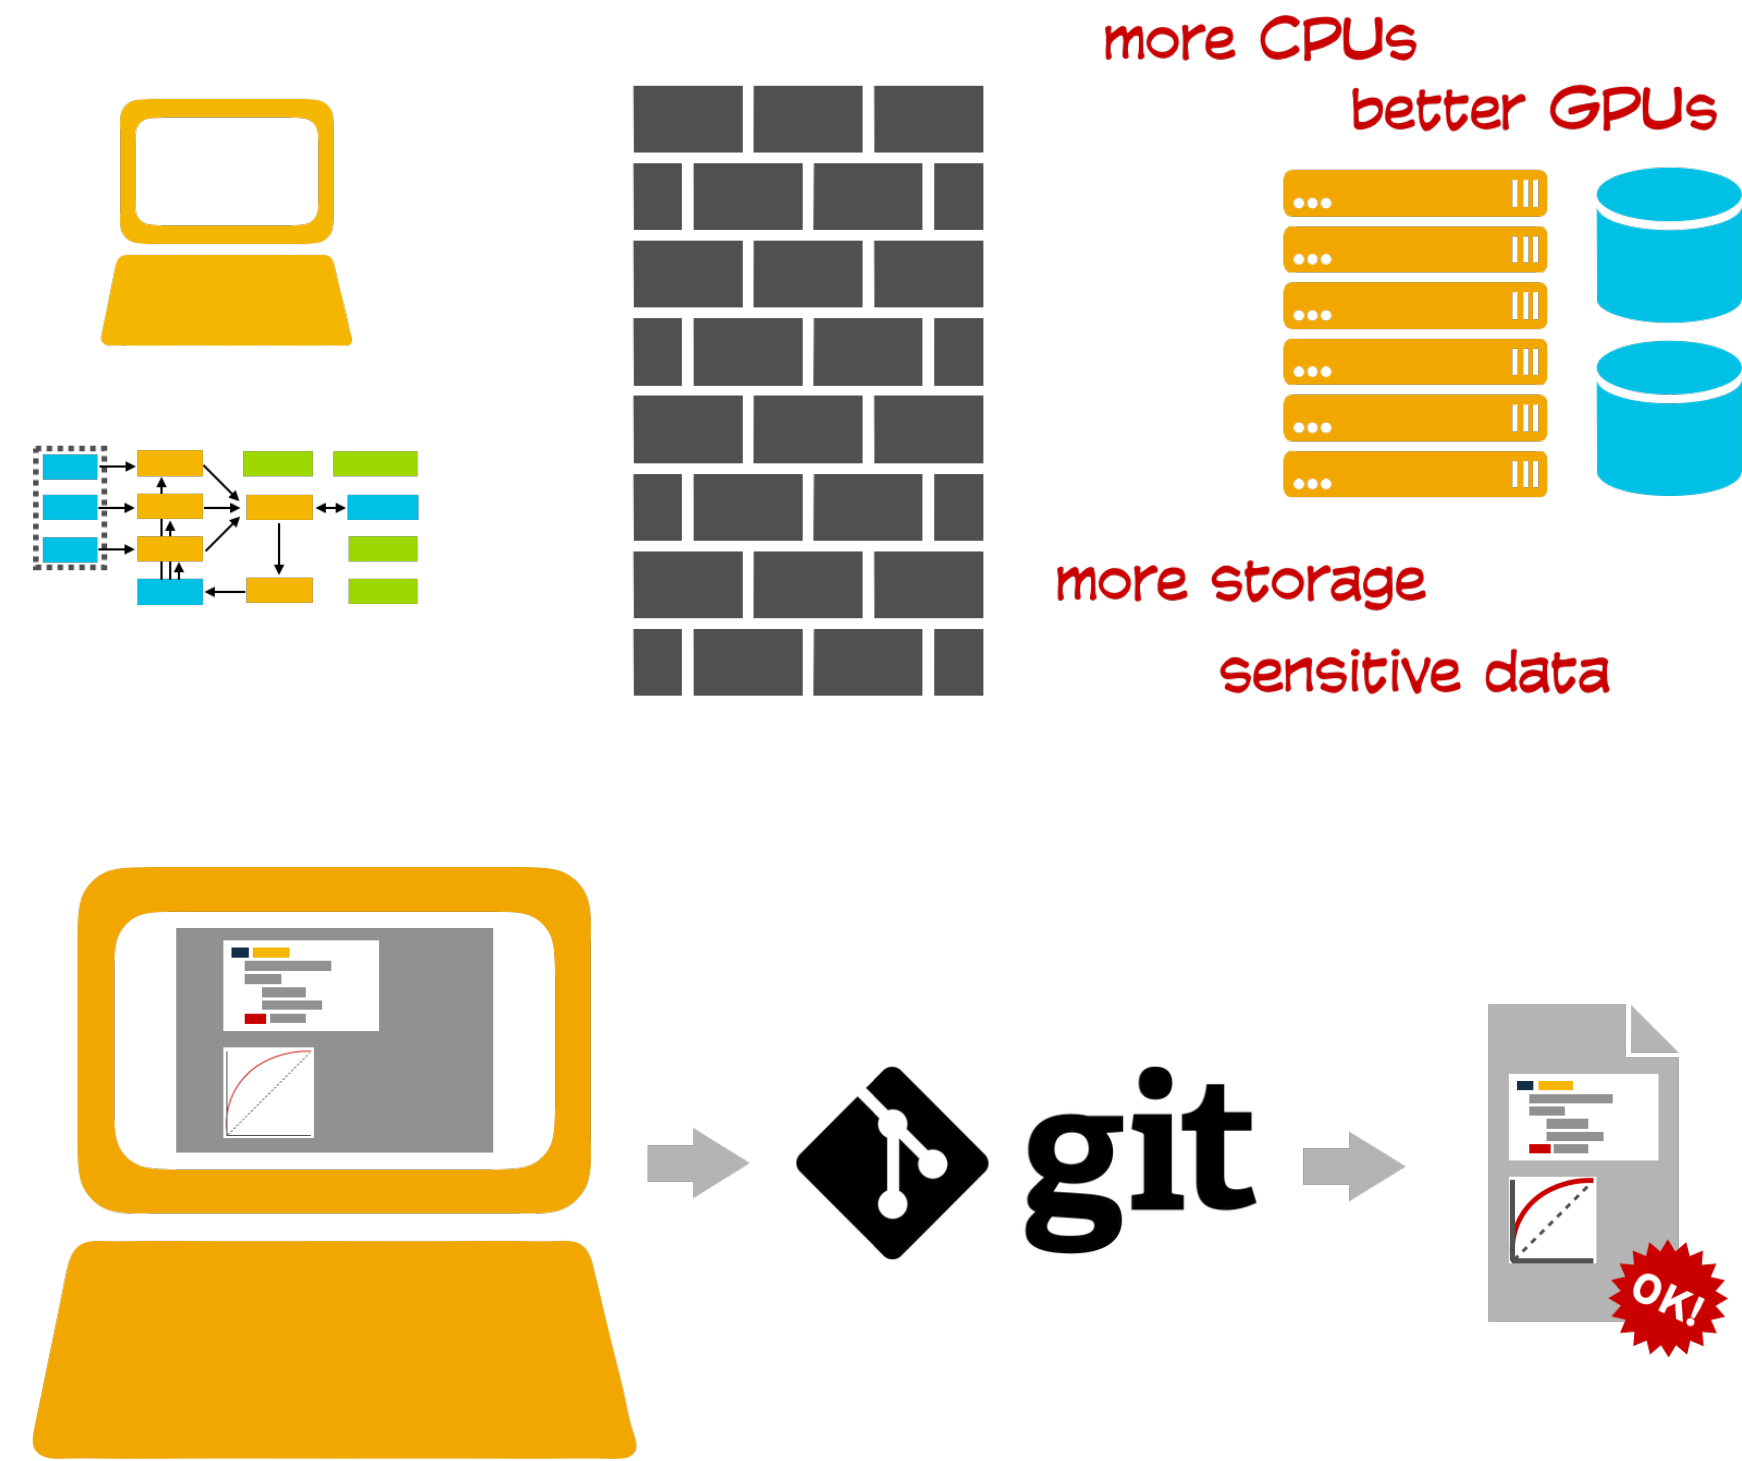 more CPUs
better GPUs
more storage
sensitive data
git
OK!